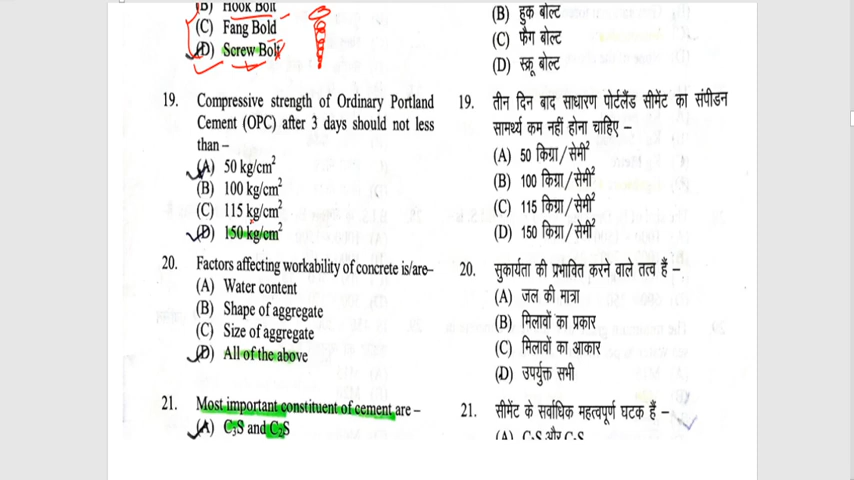 (B) Hook Bolt
(C) Fang Bold
(D) Screw Bolt
19. Compressive strength of Ordinary Portland
Cement (OPC) after 3 days should not less
than –
(A) 50 kg/cm²
(B) 100 kg/cm²
(C) 115 kg/cm²
(D) 150 kg/cm²
20. Factors affecting workability of concrete is/are–
(A) Water content
(B) Shape of aggregate
(C) Size of aggregate
(D) All of the above
21. Most important constituent of cement are –
(A) C₃S and C₂S
(B) हुक बोल्ट
(C) फैंग बोल्ट
(D) स्क्रू बोल्ट
19. तीन दिन बाद साधारण पोर्टलैंड सीमेंट का संपीडन
सामर्थ्य कम नहीं होना चाहिए –
(A) 50 किग्रा/सेमी²
(B) 100 किग्रा/सेमी²
(C) 115 किग्रा/सेमी²
(D) 150 किग्रा/सेमी²
20. सुकार्यता की प्रभावित करने वाले तत्व हैं –
(A) जल की मात्रा
(B) मिलावों का प्रकार
(C) मिलावों का आकार
(D) उपर्युक्त सभी
21. सीमेंट के सर्वाधिक महत्वपूर्ण घटक हैं –
(A) C₃S और C₂S